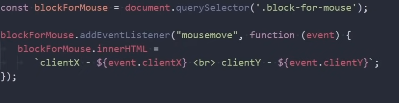 const blockForMouse = document.querySelector('.block-for-mouse');
blockForMouse.addEventListener("mousemove", function (event) {
blockForMouse.innerHTML =
`clientX - ${event.clientX} <br> clientY - ${event.clientY}`;
});